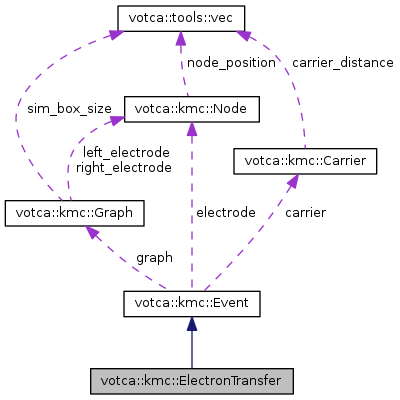 votca::tools::vec
node_position
carrier_distance
sim_box_size
votca::kmc::Node
left_electrode
right_electrode
votca::kmc::Carrier
votca::kmc::Graph
electrode
carrier
graph
votca::kmc::Event
votca::kmc::ElectronTransfer